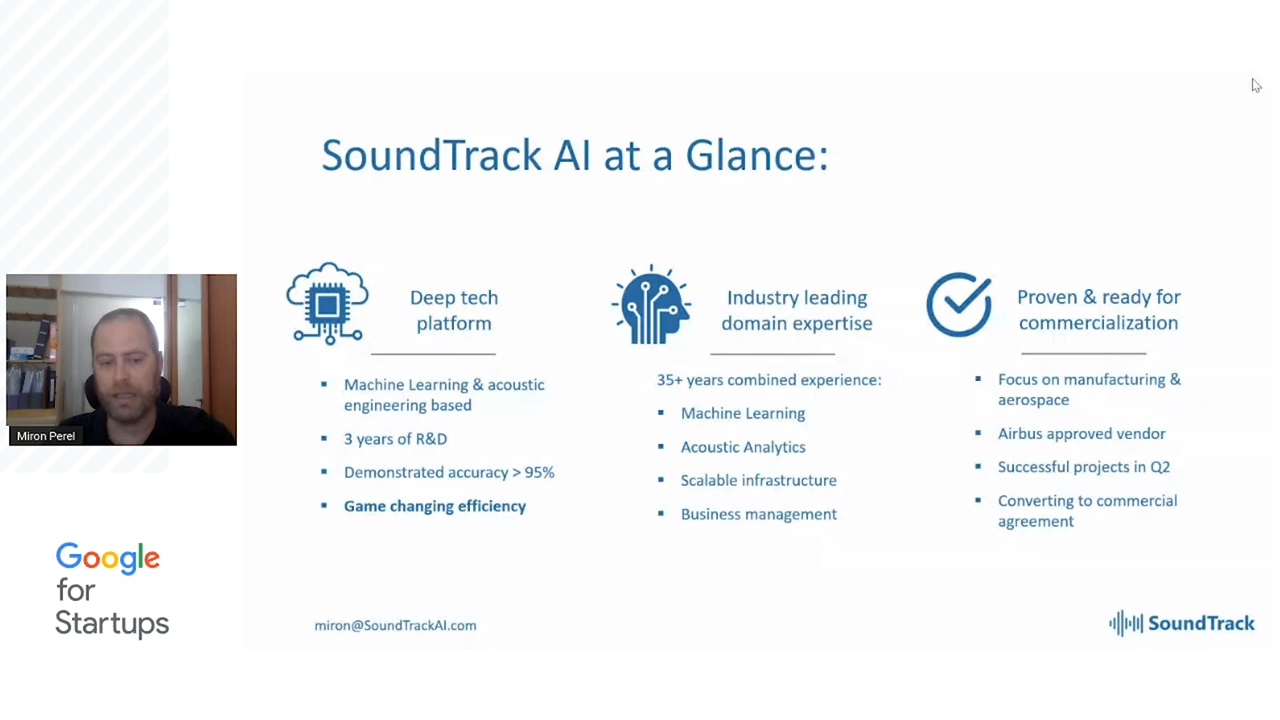 SoundTrack AI at a Glance:
Deep tech
platform
Machine Learning & acoustic
engineering based
3 years of R&D
Demonstrated accuracy > 95%
Game changing efficiency
Industry leading
domain expertise
35+ years combined experience:
Machine Learning
Acoustic Analytics
Scalable infrastructure
Business management
Proven & ready for
commercialization
Focus on manufacturing &
aerospace
Airbus approved vendor
Successful projects in Q2
Converting to commercial
agreement
Miron Perel
Google
for
Startups
miron@SoundTrackAI.com
SoundTrack